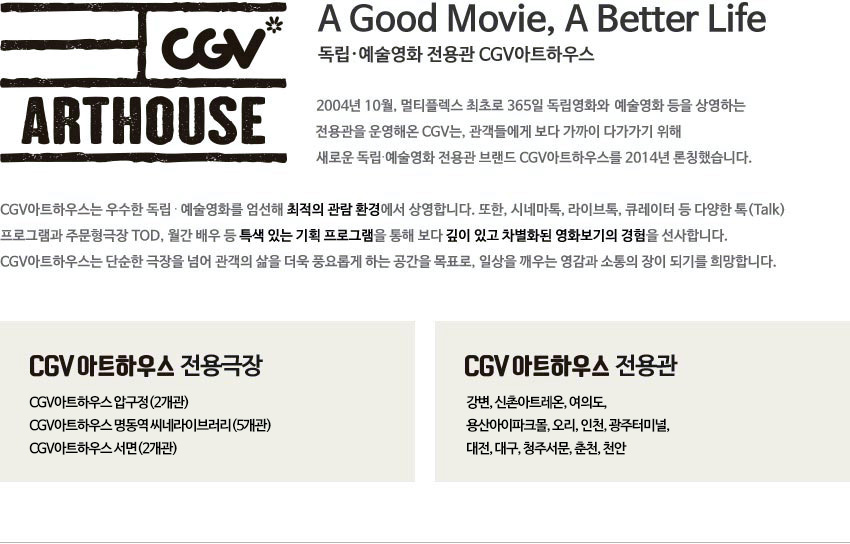 CGV
ARTHOUSE
A Good Movie, A Better Life
독립·예술영화 전용관 CGV아트하우스
2004년 10월, 멀티플렉스 최초로 365일 독립영화와 예술영화 등을 상영하는
전용관을 운영해온 CGV는, 관객들에게 보다 가까이 다가가기 위해
새로운 독립·예술영화 전용관 브랜드 CGV아트하우스를 2014년 론칭했습니다.
CGV아트하우스는 우수한 독립·예술영화를 엄선해 최적의 관람 환경에서 상영합니다. 또한, 시네마톡, 라이브톡, 큐레이터 등 다양한 톡(Talk)
프로그램과 주문형극장 TOD, 월간 배우 등 특색 있는 기획 프로그램을 통해 보다 깊이 있고 차별화된 영화보기의 경험을 선사합니다.
CGV아트하우스는 단순한 극장을 넘어 관객의 삶을 더욱 풍요롭게 하는 공간을 목표로, 일상을 깨우는 영감과 소통의 장이 되기를 희망합니다.
CGV아트하우스 전용극장
CGV아트하우스 압구정(2개관)
CGV아트하우스 명동역 씨네라이브러리(5개관)
CGV아트하우스 서면(2개관)
CGV아트하우스 전용관
강변, 신촌아트레온, 여의도,
용산아이파크몰, 오리, 인천, 광주터미널,
대전, 대구, 청주서문, 춘천, 천안